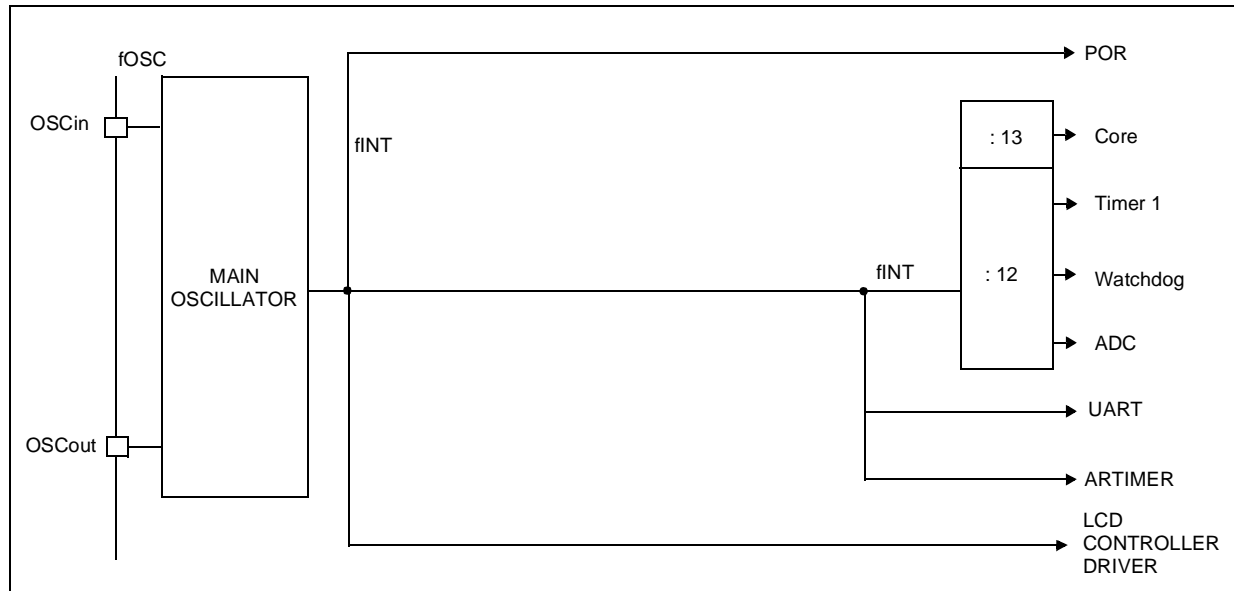 fOSC
POR
OSCin
fINT
: 13
Core
Timer 1
MAIN
OSCILLATOR
fINT
: 12
Watchdog
ADC
UART
OSCout
ARTIMER
LCD
CONTROLLER
DRIVER